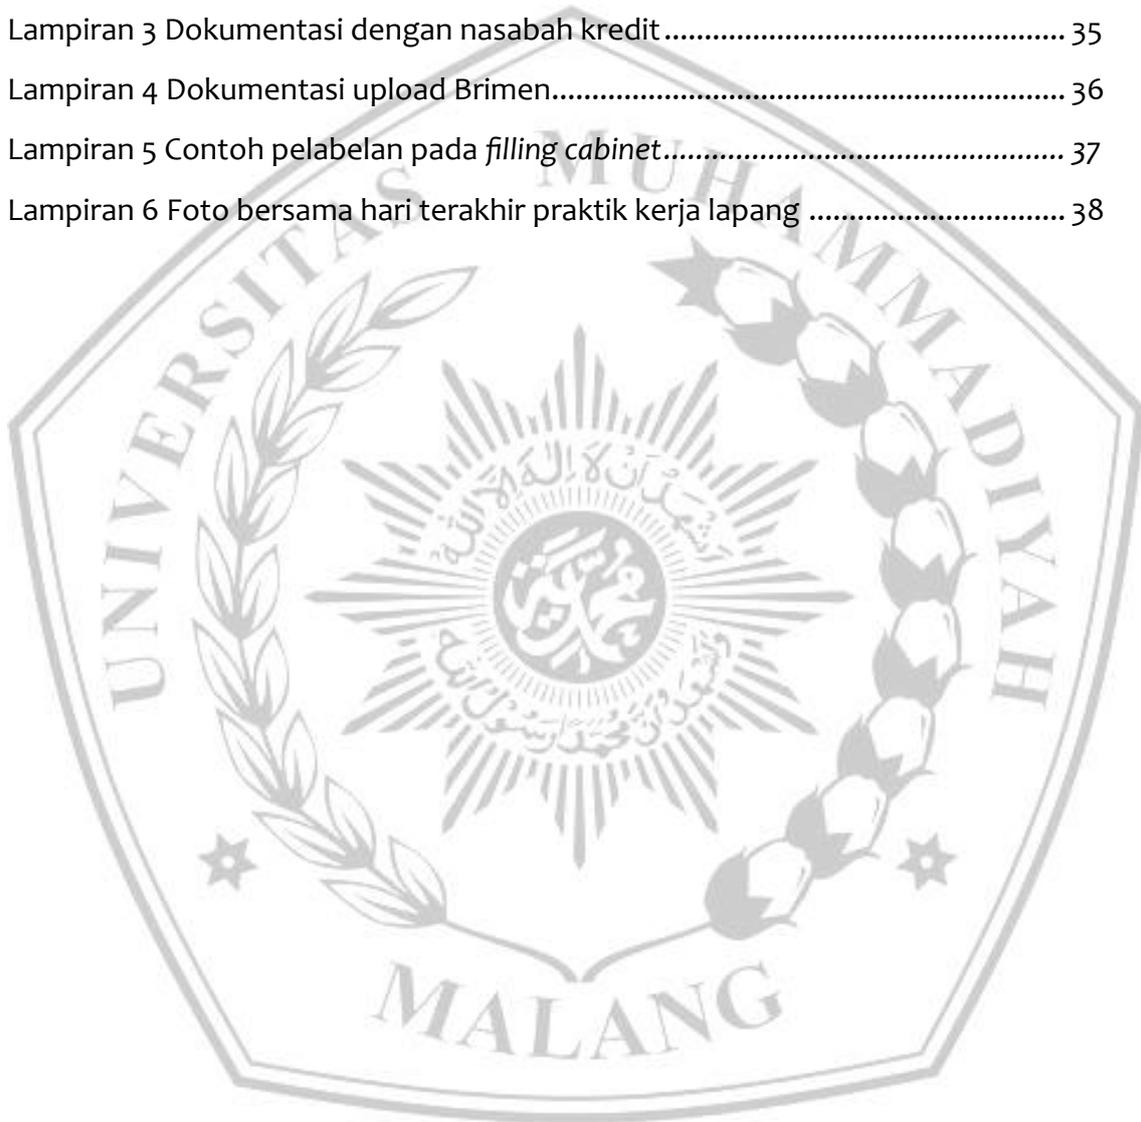 Lampiran 3 Dokumentasi dengan nasabah kredit .................................................. 35
Lampiran 4 Dokumentasi upload Brimen................................................................ 36
Lampiran 5 Contoh pelabelan pada filling cabinet.................................................. 37
Lampiran 6 Foto bersama hari terakhir praktik kerja lapang ................................ 38
UNIVERSITAS MUHAMMADIYAH
MALANG